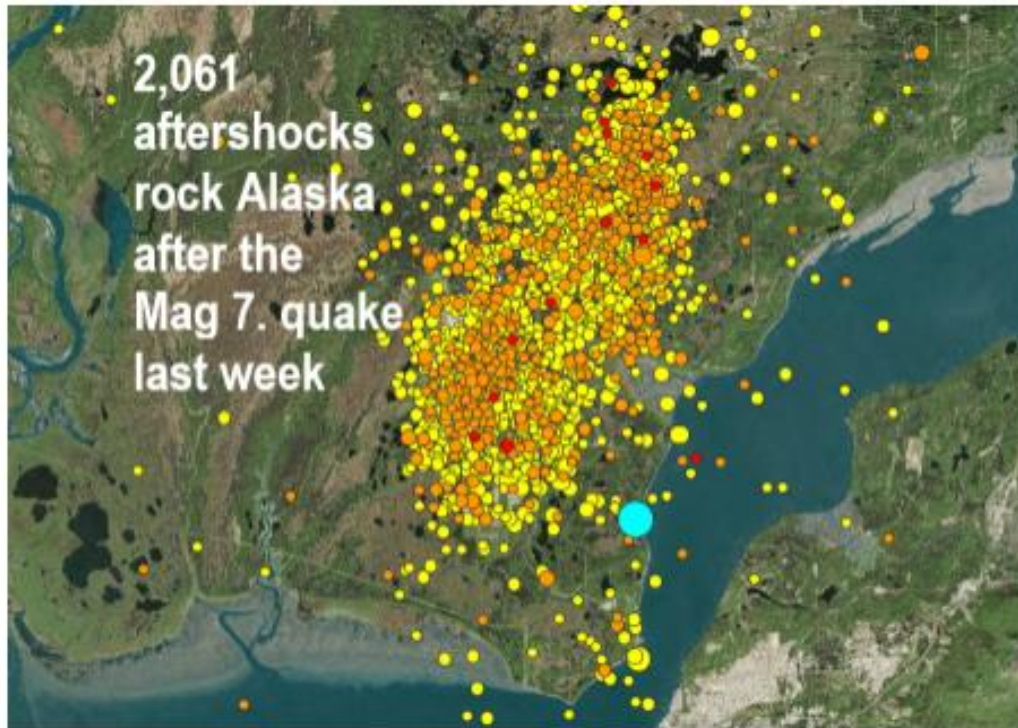 2,061
aftershocks
rock Alaska
after the
Mag 7. quake
last week